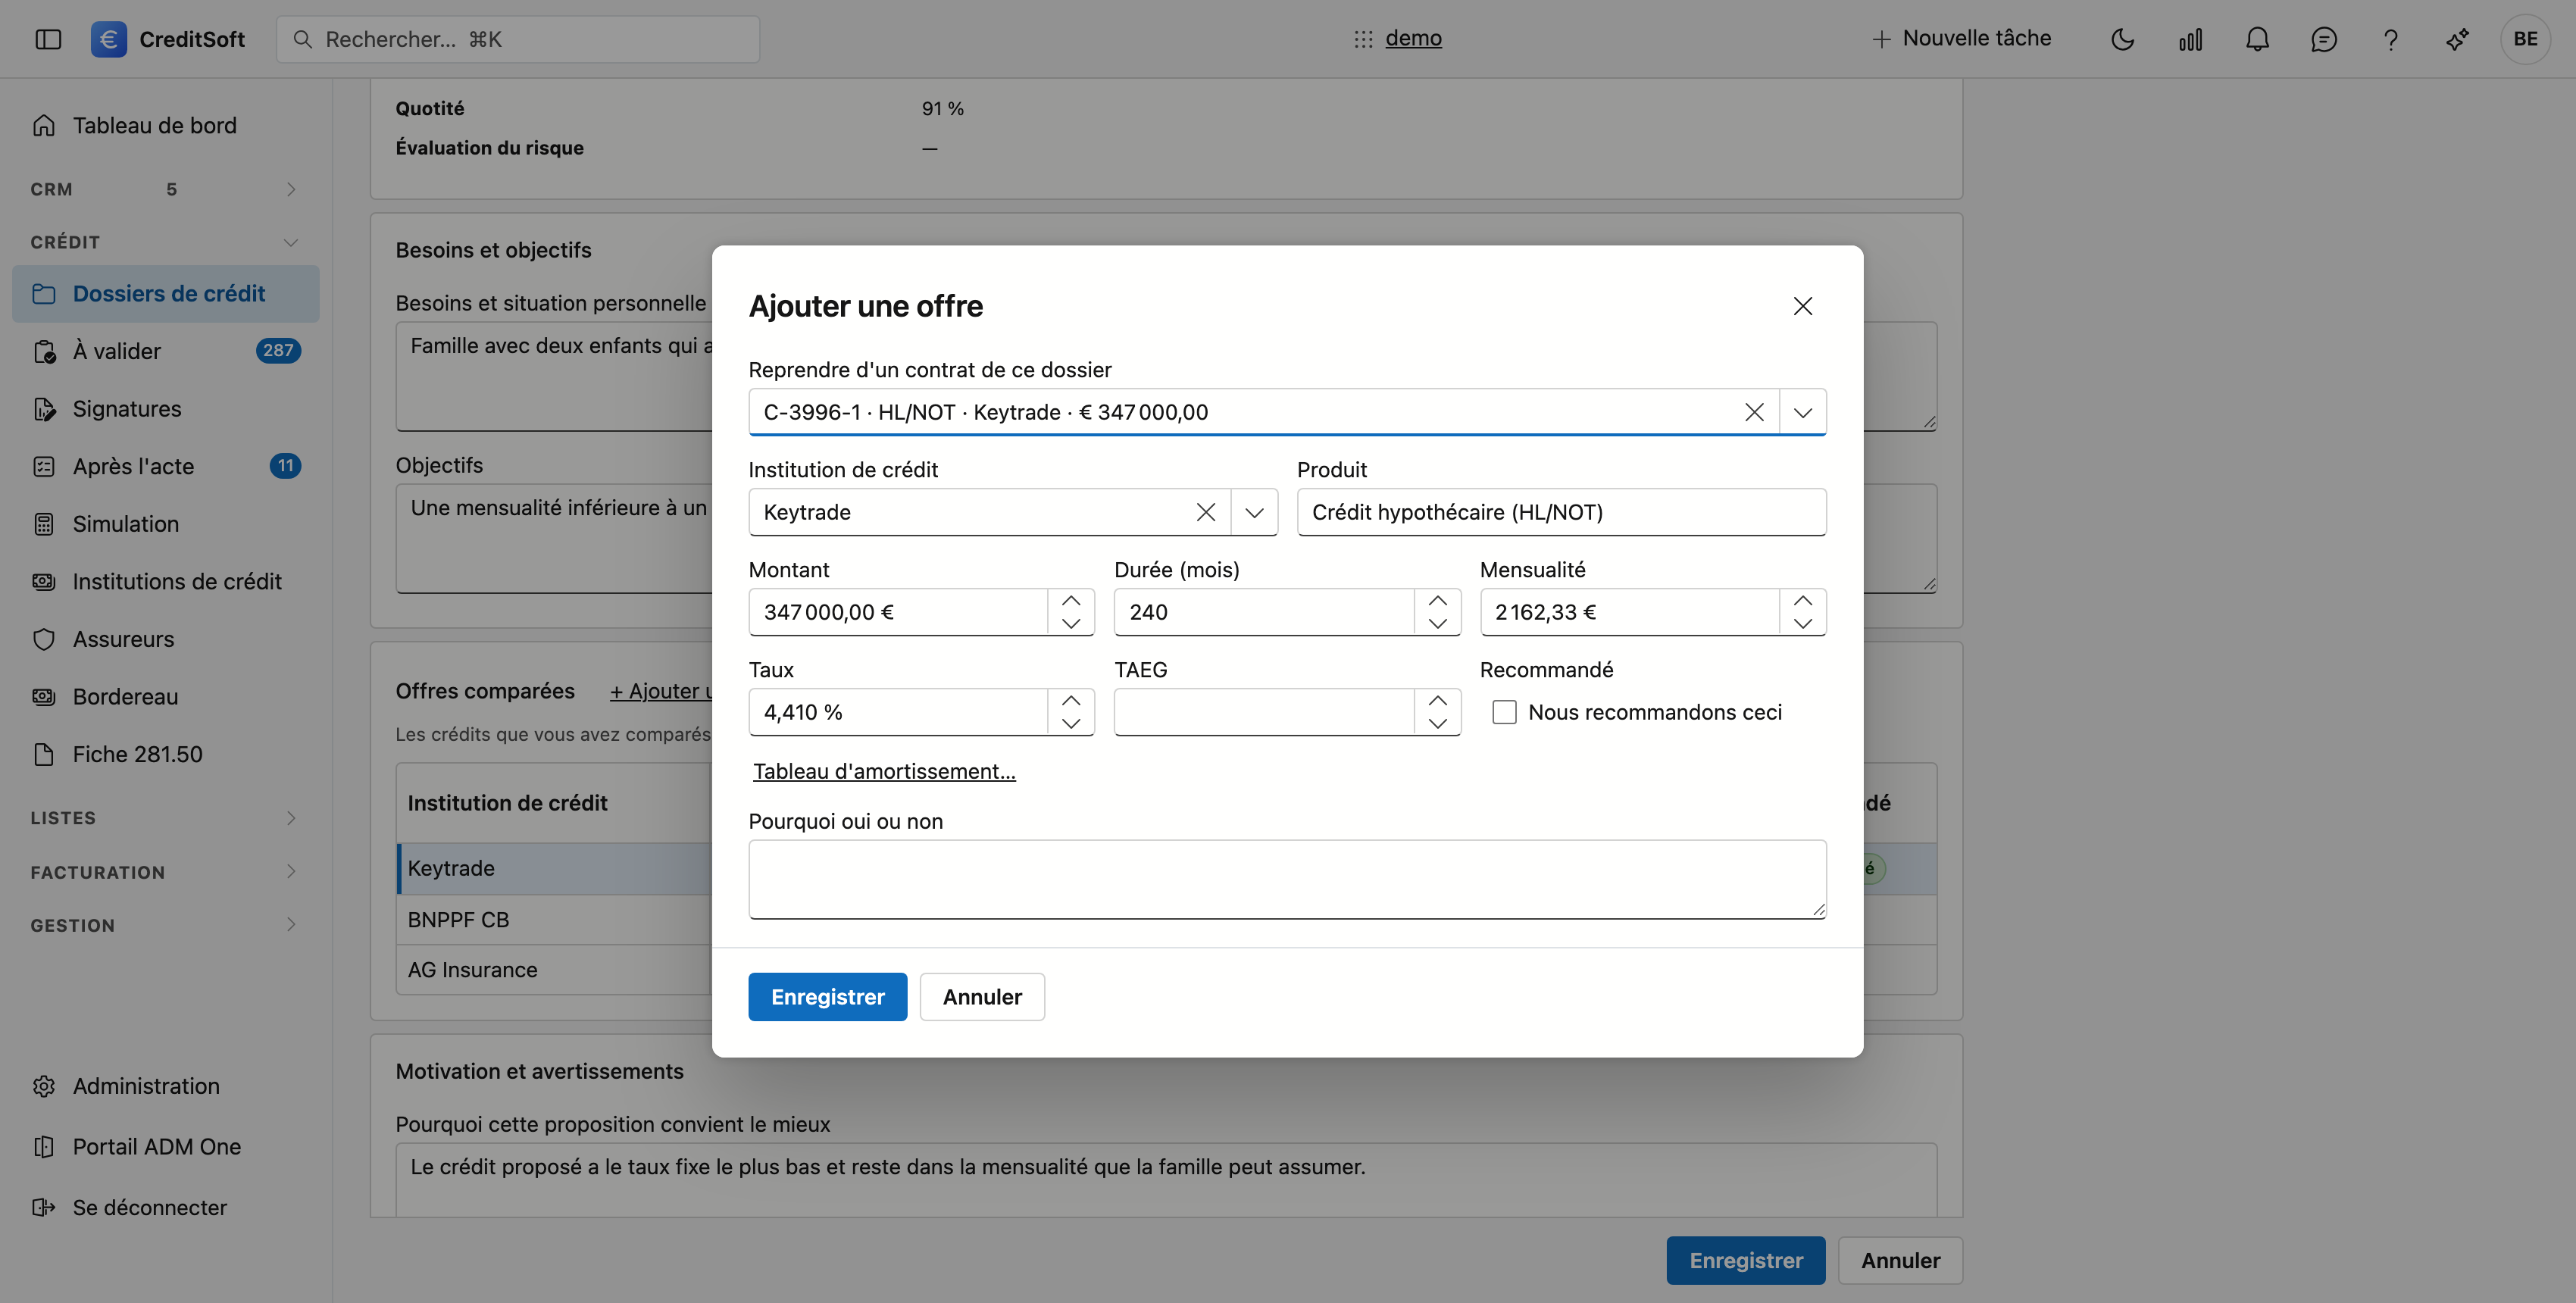 CreditSoft
Rechercher... ⌘K
demo
Nouvelle tâche
BE
Tableau de bord
CRM 5
CRÉDIT
Dossiers de crédit
À valider 287
Signatures
Après l'acte 11
Simulation
Institutions de crédit
Assureurs
Bordereau
Fiche 281.50
LISTES
FACTURATION
GESTION
Administration
Portail ADM One
Se déconnecter
Quotité 91 %
Évaluation du risque —
Besoins et objectifs
Besoins et situation personnelle
Famille avec deux enfants qui a
Objectifs
Une mensualité inférieure à un
Offres comparées + Ajouter u
Les crédits que vous avez comparés
Institution de crédit dé
Keytrade é
BNPPF CB
AG Insurance
Motivation et avertissements
Pourquoi cette proposition convient le mieux
Le crédit proposé a le taux fixe le plus bas et reste dans la mensualité que la famille peut assumer.
Enregistrer Annuler
Ajouter une offre
Reprendre d'un contrat de ce dossier
C-3996-1 · HL/NOT · Keytrade · € 347 000,00
Institution de crédit Produit
Keytrade Crédit hypothécaire (HL/NOT)
Montant Durée (mois) Mensualité
347 000,00 € 240 2 162,33 €
Taux TAEG Recommandé
4,410 % Nous recommandons ceci
Tableau d'amortissement...
Pourquoi oui ou non
Enregistrer Annuler